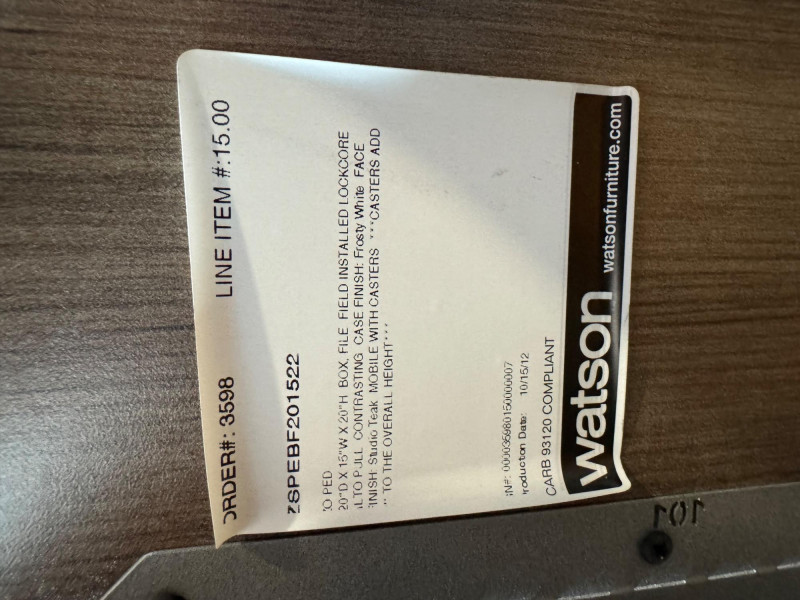 ORDER#: 3598 LINE ITEM #:15.00
ZSPEBF201522
20"D X 15"W X 20"H BOX, FILE FIELD INSTALLED LOCKCORE
TO PULL CONTRASTING CASE FINISH: Frosty White FACE
FINISH Studio Teak MOBILE WITH CASTERS ***CASTERS ADD
" TO THE OVERALL HEIGHT***
0000359801500000007
Production Date: 10/15/12
CARB 93120 COMPLIANT
watson watsonfurniture.com
101